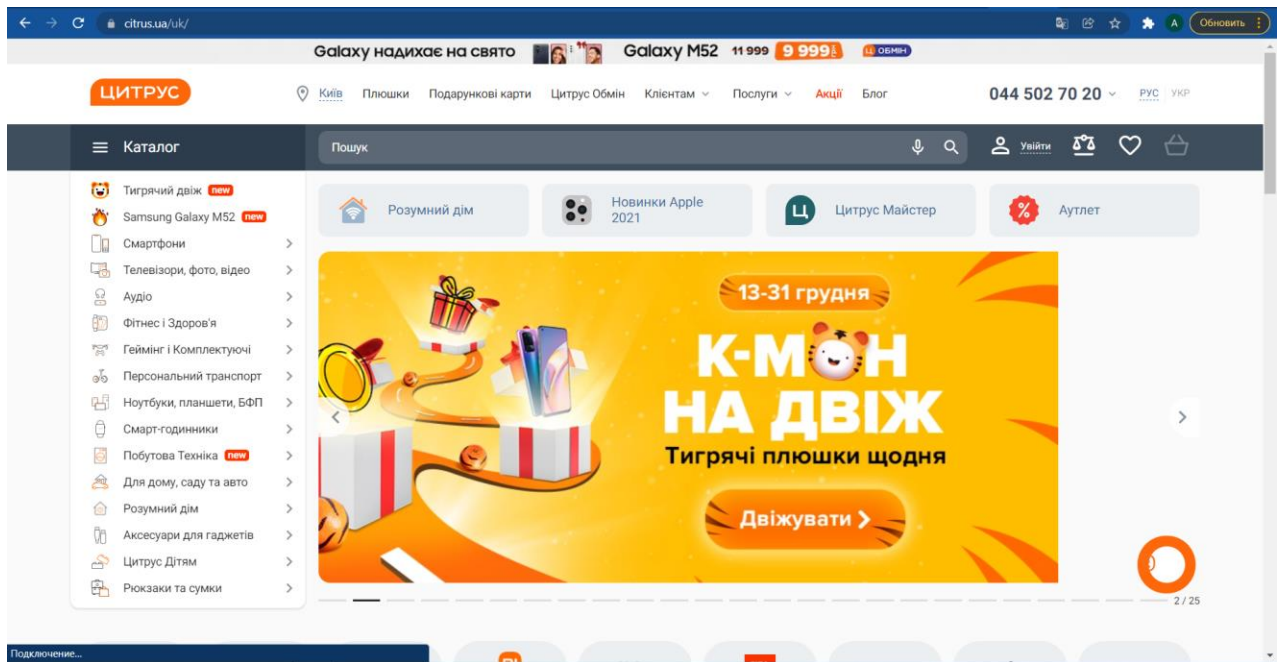 citrus.ua/uk/
A
Обновить
Galaxy надихає на свято Galaxy M52 11 999 9 999₴ Ц ОБМІН
ЦИТРУС
Київ Плюшки Подарункові карти Цитрус Обмін Клієнтам Послуги Акції Блог 044 502 70 20 РУС УКР
Каталог Пошук Увійти
Тигрячий двіж new
Samsung Galaxy M52 new
Смартфони
Телевізори, фото, відео
Аудіо
Фітнес і Здоров'я
Геймінг і Комплектуючі
Персональний транспорт
Ноутбуки, планшети, БФП
Смарт-годинники
Побутова Техніка new
Для дому, саду та авто
Розумний дім
Аксесуари для гаджетів
Цитрус Дітям
Рюкзаки та сумки
Розумний дім
Новинки Apple
2021
Ц
Цитрус Майстер
%
Аутлет
13-31 грудня
К-МОН
НА ДВІЖ
Тигрячі плюшки щодня
Двіжувати
2 / 25
Подключение...